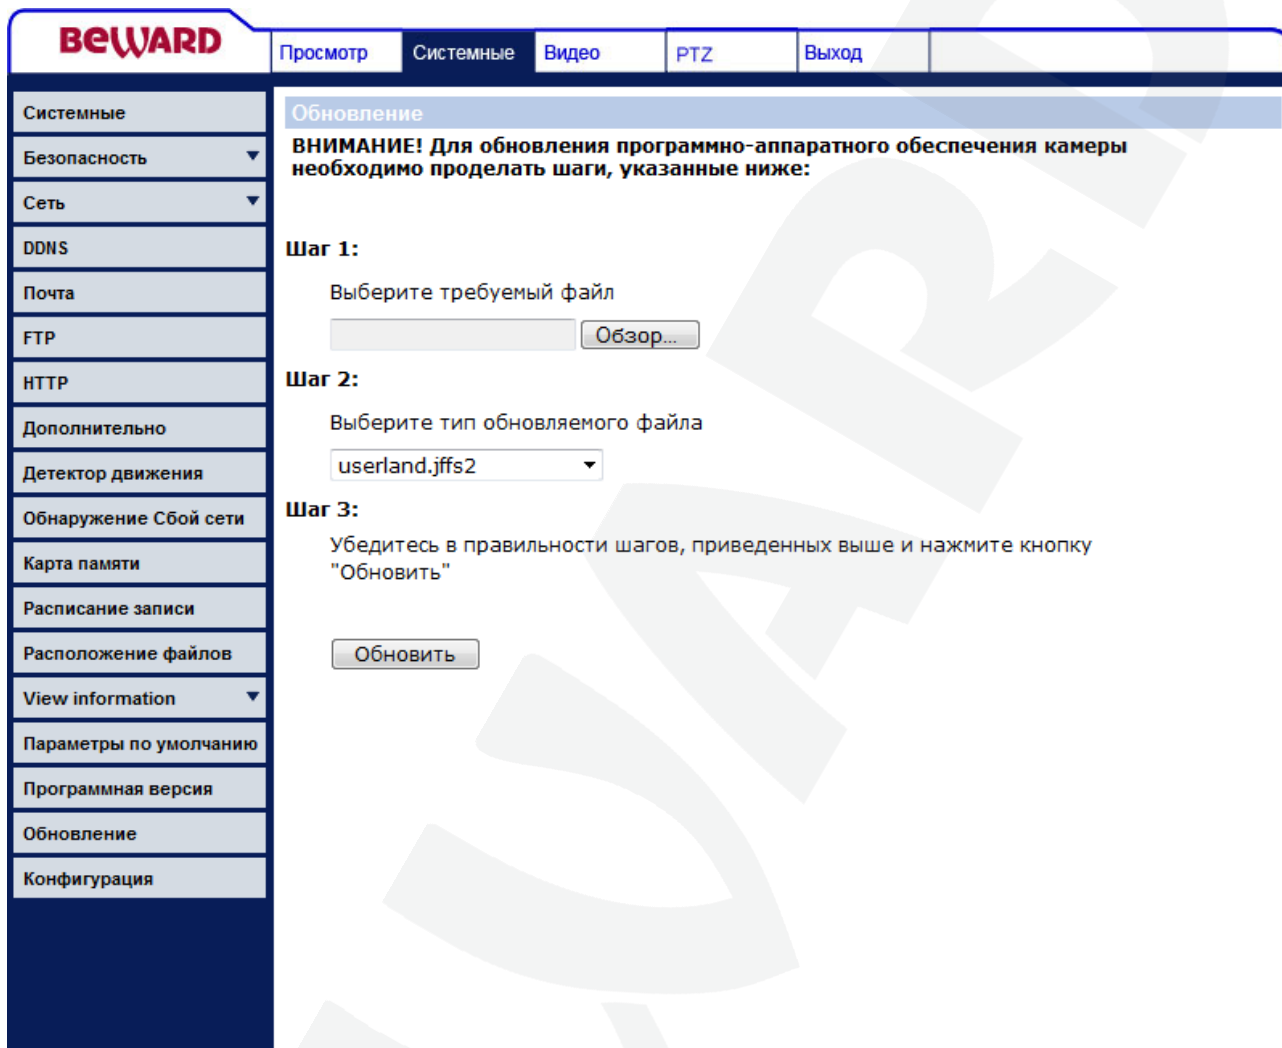 BEWARD
Просмотр Системные Видео PTZ Выход
Системные
Безопасность
Сеть
DDNS
Почта
FTP
HTTP
Дополнительно
Детектор движения
Обнаружение Сбой сети
Карта памяти
Расписание записи
Расположение файлов
View information
Параметры по умолчанию
Программная версия
Обновление
Конфигурация
Обновление
ВНИМАНИЕ! Для обновления программно-аппаратного обеспечения камеры
необходимо проделать шаги, указанные ниже:
Шаг 1:
Выберите требуемый файл
Обзор...
Шаг 2:
Выберите тип обновляемого файла
userland.jffs2
Шаг 3:
Убедитесь в правильности шагов, приведенных выше и нажмите кнопку
"Обновить"
Обновить